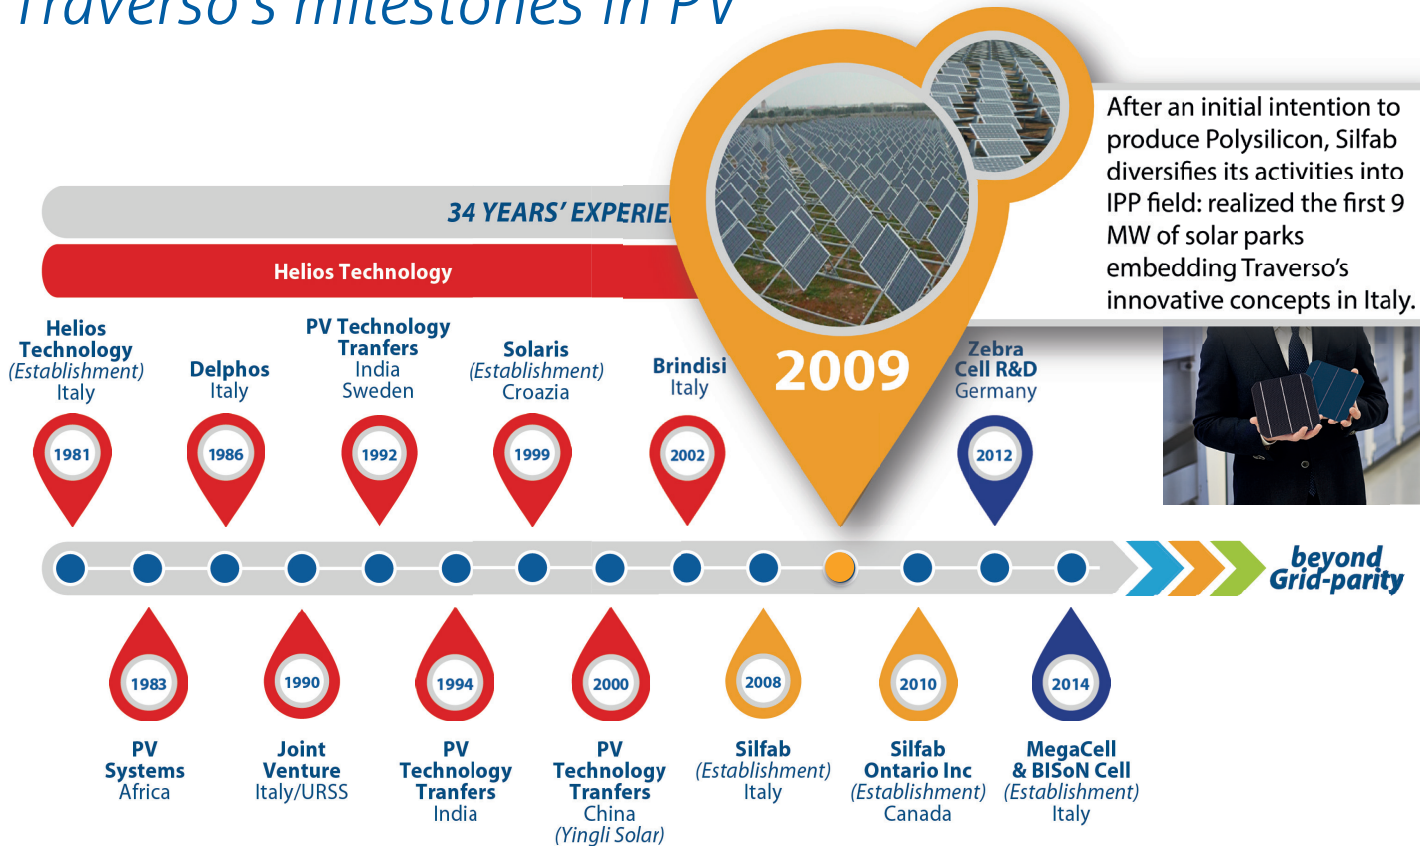 Traverso's milestones in PV
After an initial intention to
produce Polysilicon, Silfab
diversifies its activities into
IPP field: realized the first 9
MW of solar parks
embedding Traverso's
innovative concepts in Italy.
34 YEARS' EXPERIE
Helios Technology
2009
Helios
Technology
(Establishment)
Italy
1981
Delphos
Italy
1986
PV Technology
Tranfers
India
Sweden
1992
Solaris
(Establishment)
Croazia
1999
Brindisi
Italy
2002
Zebra
Cell R&D
Germany
2012
beyond
Grid-parity
1983
PV
Systems
Africa
1990
Joint
Venture
Italy/URSS
1994
PV
Technology
Tranfers
India
2000
PV
Technology
Tranfers
China
(Yingli Solar)
2008
Silfab
(Establishment)
Italy
2010
Silfab
Ontario Inc
(Establishment)
Canada
2014
MegaCell
& BISoN Cell
(Establishment)
Italy